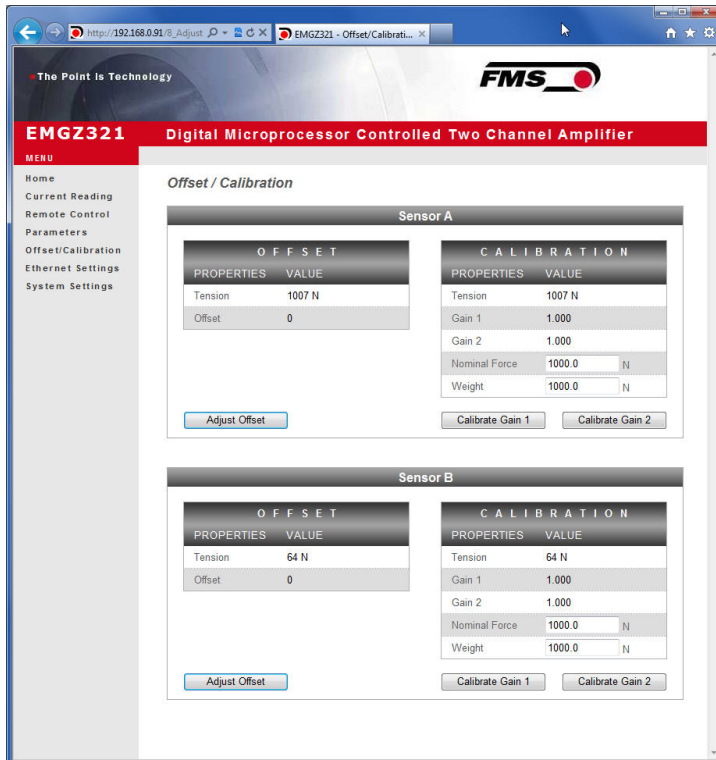 http://192.168.0.91/8_Adjust
EMGZ321 - Offset/Calibrati...
The Point is Technology
FMS
EMGZ321 Digital Microprocessor Controlled Two Channel Amplifier
MENU
Home
Current Reading
Remote Control
Parameters
Offset/Calibration
Ethernet Settings
System Settings
Offset / Calibration
Sensor A
OFFSET
PROPERTIES VALUE
Tension 1007 N
Offset 0
Adjust Offset
CALIBRATION
PROPERTIES VALUE
Tension 1007 N
Gain 1 1.000
Gain 2 1.000
Nominal Force 1000.0 N
Weight 1000.0 N
Calibrate Gain 1 Calibrate Gain 2
Sensor B
OFFSET
PROPERTIES VALUE
Tension 64 N
Offset 0
Adjust Offset
CALIBRATION
PROPERTIES VALUE
Tension 64 N
Gain 1 1.000
Gain 2 1.000
Nominal Force 1000.0 N
Weight 1000.0 N
Calibrate Gain 1 Calibrate Gain 2